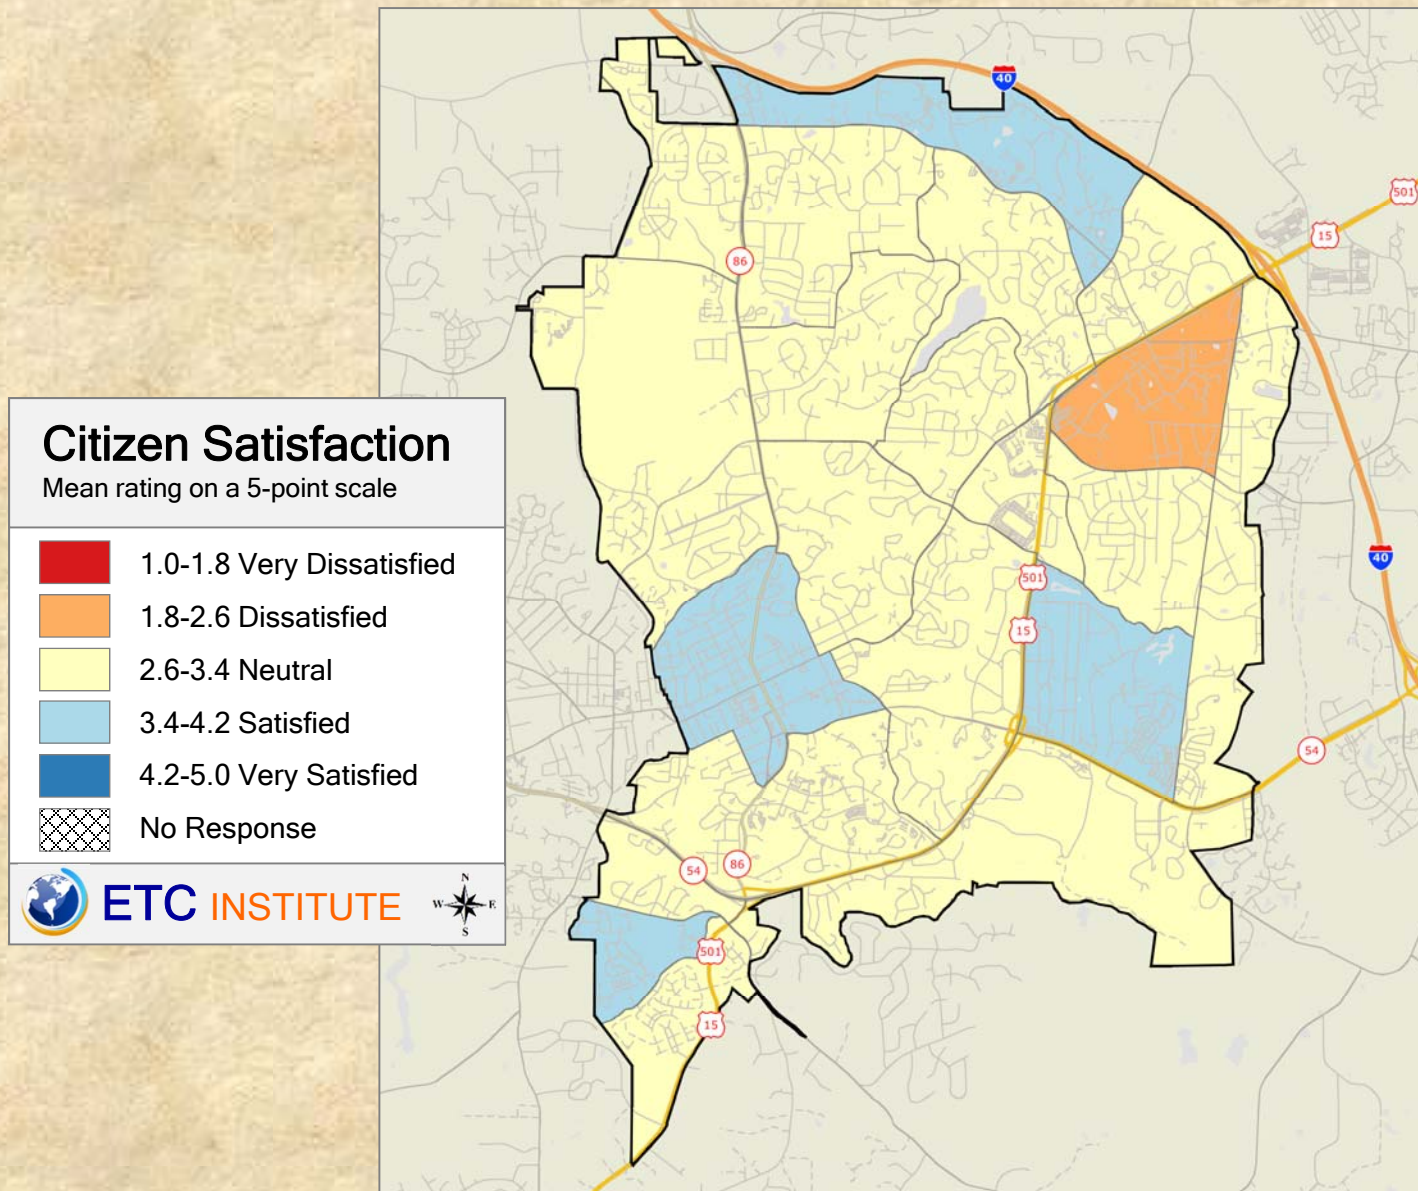 Citizen Satisfaction
Mean rating on a 5-point scale
1.0-1.8 Very Dissatisfied
1.8-2.6 Dissatisfied
2.6-3.4 Neutral
3.4-4.2 Satisfied
4.2-5.0 Very Satisfied
No Response
ETC INSTITUTE
N
W E
S
40
501
15
86
40
501
15
54
54
86
501
15